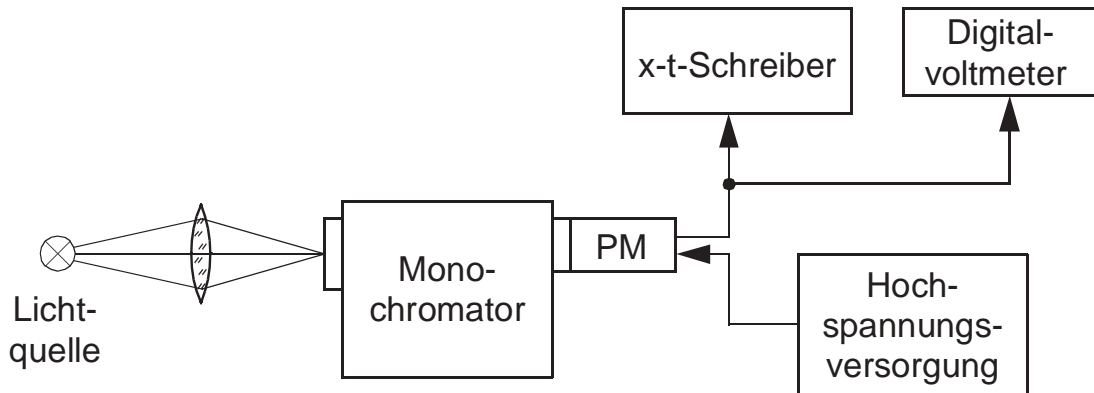 x-t-Schreiber
Digital-
voltmeter
Licht-
quelle
Mono-
chromator
PM
Hoch-
spannungs-
versorgung